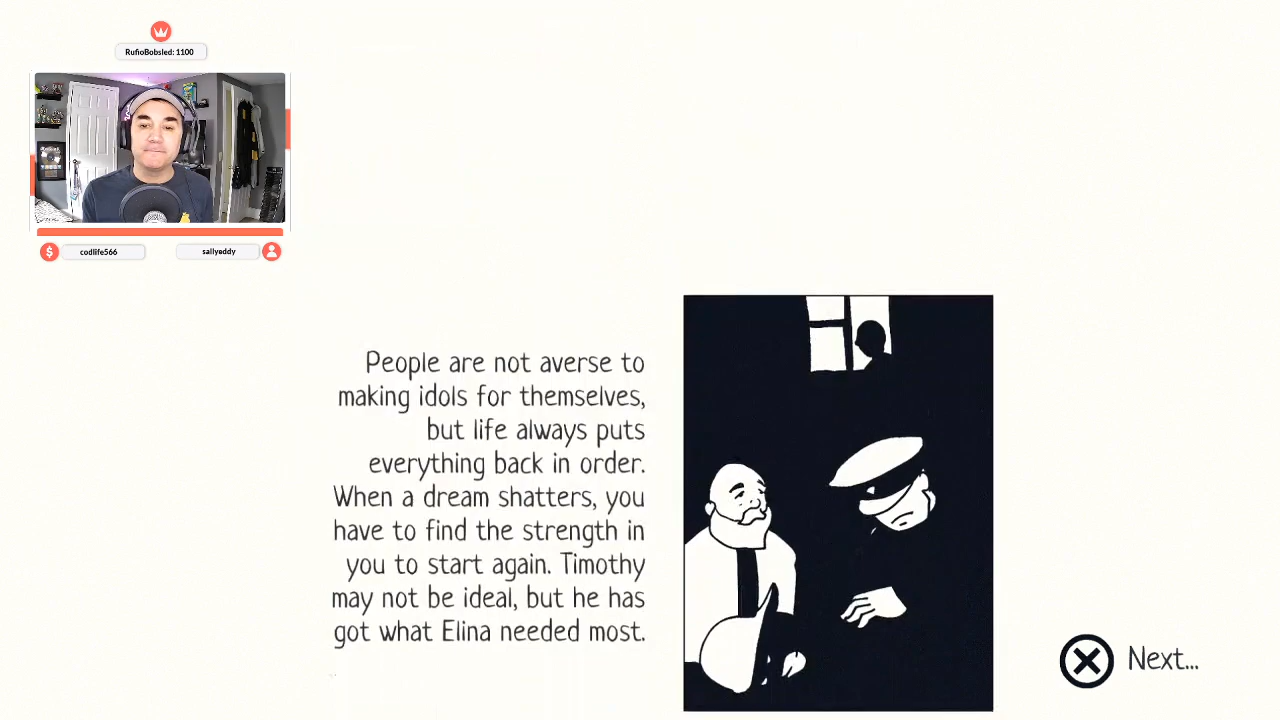 RufioBobsled: 1100
codlife566
sallyeddy
People are not averse to
making idols for themselves,
but life always puts
everything back in order.
When a dream shatters, you
have to find the strength in
you to start again. Timothy
may not be ideal, but he has
got what Elina needed most.
Next...